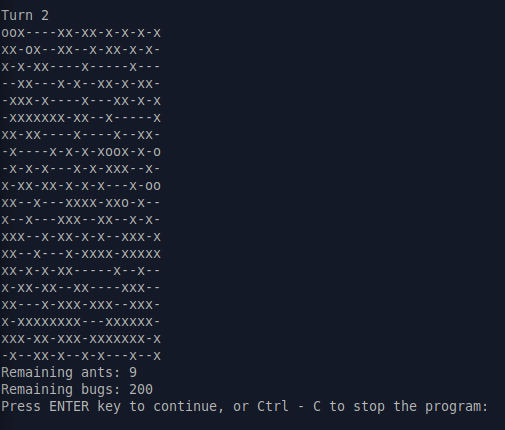 Turn 2
oox----xx-xx-x-x-x-x
xx-ox--xx--x-xx-x-x-
x-x-xx----x-----x---
--xx---x-x--xx-x-xx-
-xxx-x----x---xx-x-x
-xxxxxxx-xx--x-----x
xx-xx----x----x--xx-
-x----x-x-x-xoox-x-o
-x-x-x---x-x-xxx--x-
x-xx-xx-x-x-x---x-oo
xx--x---xxxx-xxo-x--
x--x---xxx--xx--x-x-
xxx--x-xx-x-x--xxx-x
xx--x---x-xxxx-xxxxx
xx-x-x-xx-----x--x--
x-xx-xx--xx----xxx--
xx---x-xxx-xxx--xxx-
x-xxxxxxxx---xxxxxx-
xxx-xx-xxx-xxxxxxx-x
-x--xx-x--x-x---x--x
Remaining ants: 9
Remaining bugs: 200
Press ENTER key to continue, or Ctrl - C to stop the program: